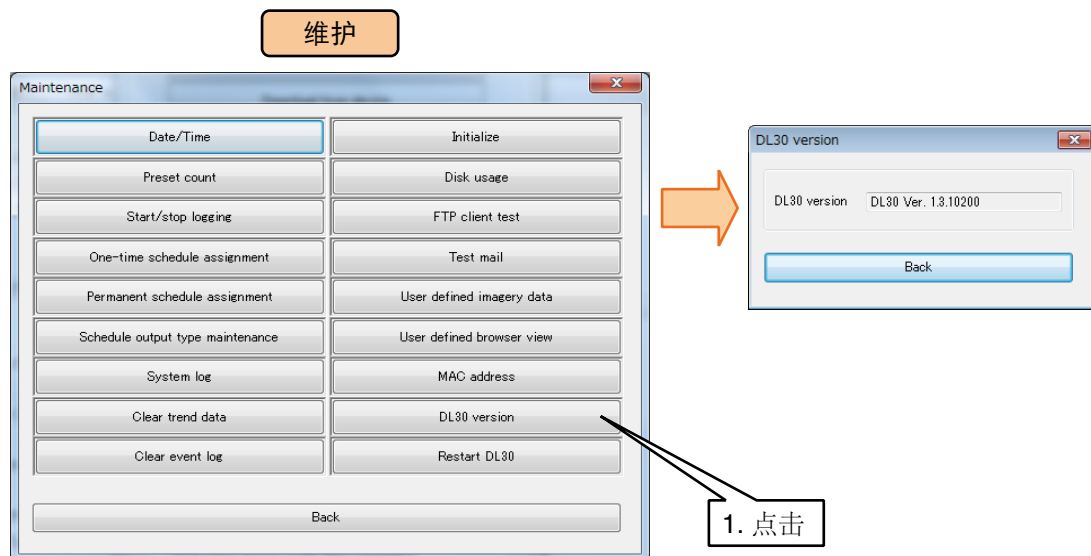 维护
Maintenance
Date/Time
Initialize
Preset count
Disk usage
Start/stop logging
FTP client test
One-time schedule assignment
Test mail
Permanent schedule assignment
User defined imagery data
Schedule output type maintenance
User defined browser view
System log
MAC address
Clear trend data
DL30 version
Clear event log
Restart DL30
Back
DL30 version
DL30 version DL30 Ver. 1.3.10200
Back
1. 点击